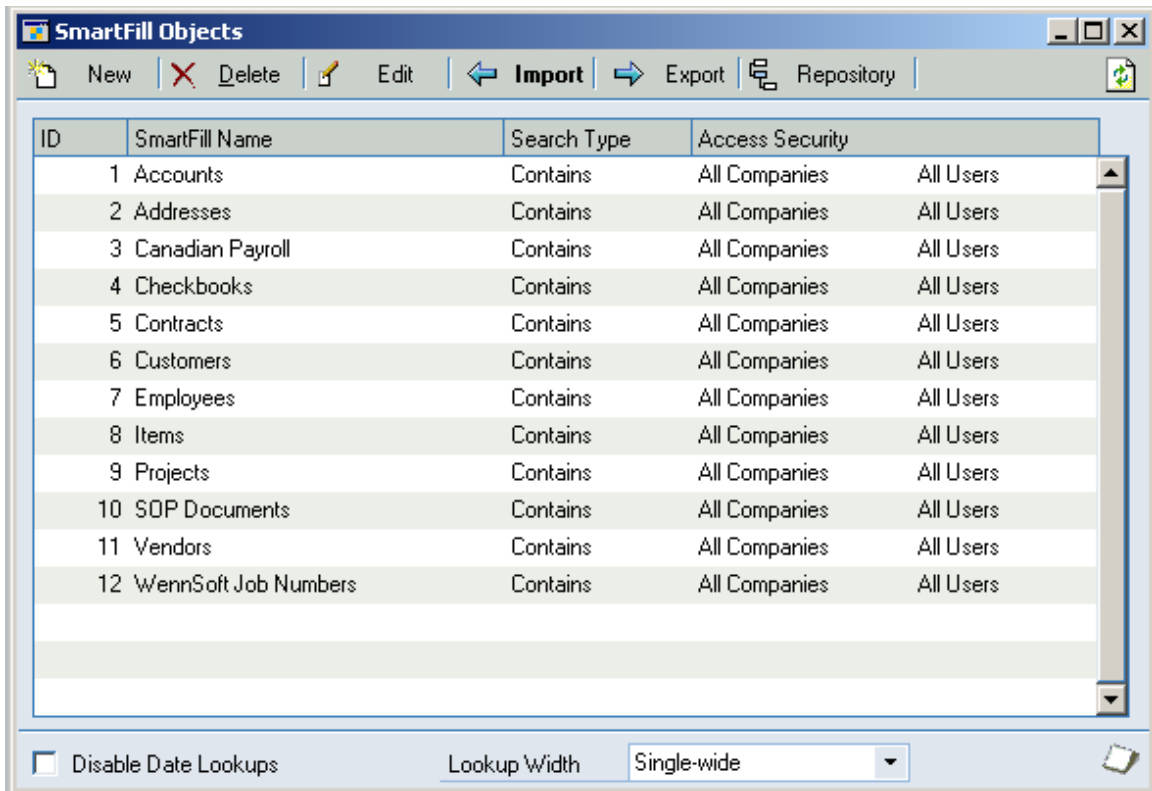 SmartFill Objects
New Delete Edit Import Export Repository
ID SmartFill Name Search Type Access Security
1 Accounts Contains All Companies All Users
2 Addresses Contains All Companies All Users
3 Canadian Payroll Contains All Companies All Users
4 Checkbooks Contains All Companies All Users
5 Contracts Contains All Companies All Users
6 Customers Contains All Companies All Users
7 Employees Contains All Companies All Users
8 Items Contains All Companies All Users
9 Projects Contains All Companies All Users
10 SOP Documents Contains All Companies All Users
11 Vendors Contains All Companies All Users
12 WennSoft Job Numbers Contains All Companies All Users
Disable Date Lookups Lookup Width Single-wide